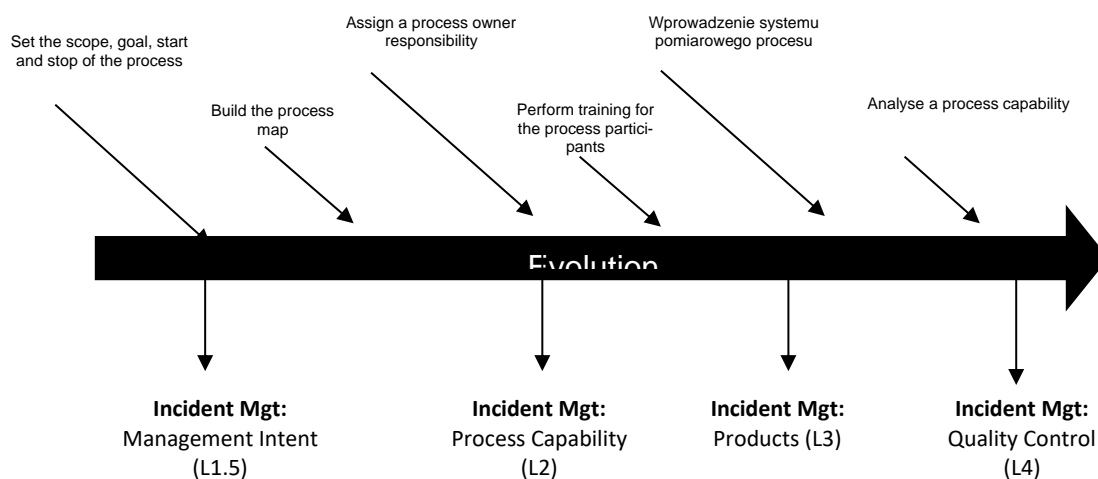 Set the scope, goal, start
and stop of the process
Build the process
map
Assign a process owner
responsibility
Perform training for
the process partici-
pants
Wprowadzenie systemu
pomiarowego procesu
Analyse a process capability
Evolution
Incident Mgt:
Management Intent
(L1.5)
Incident Mgt:
Process Capability
(L2)
Incident Mgt:
Products (L3)
Incident Mgt:
Quality Control
(L4)